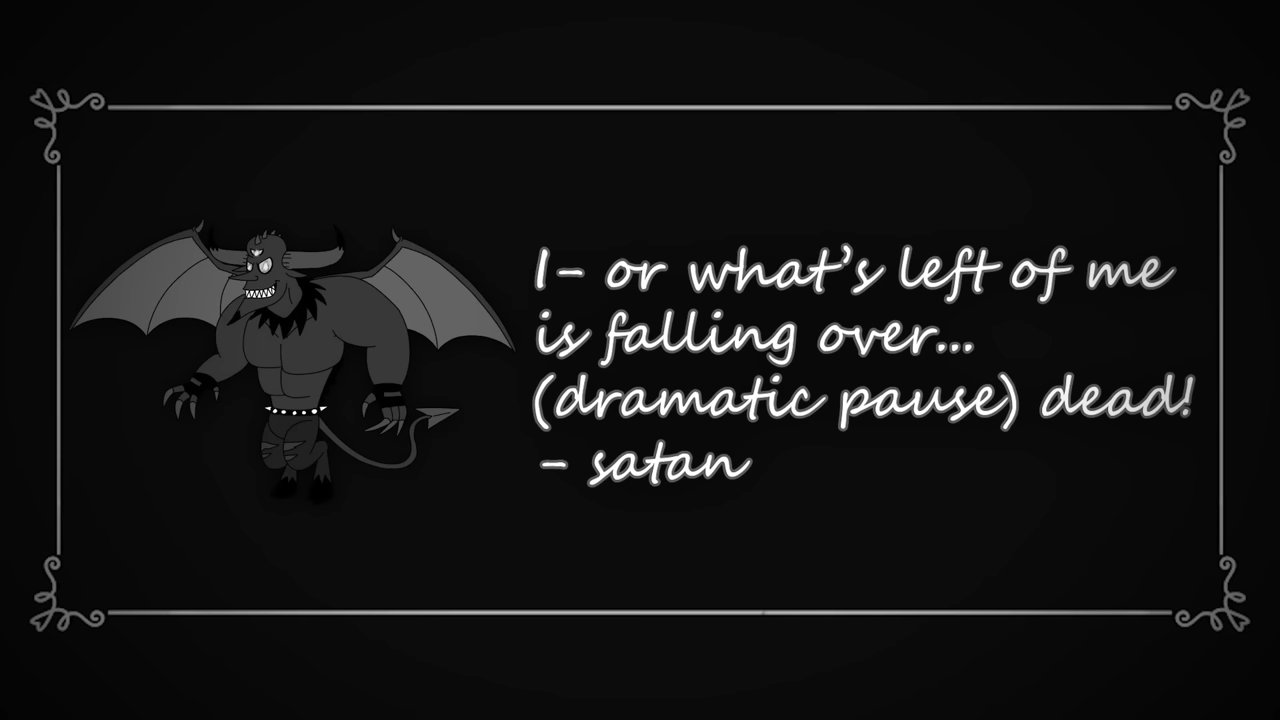 I- or what's left of me
is falling over...
(dramatic pause) dead!
- satan